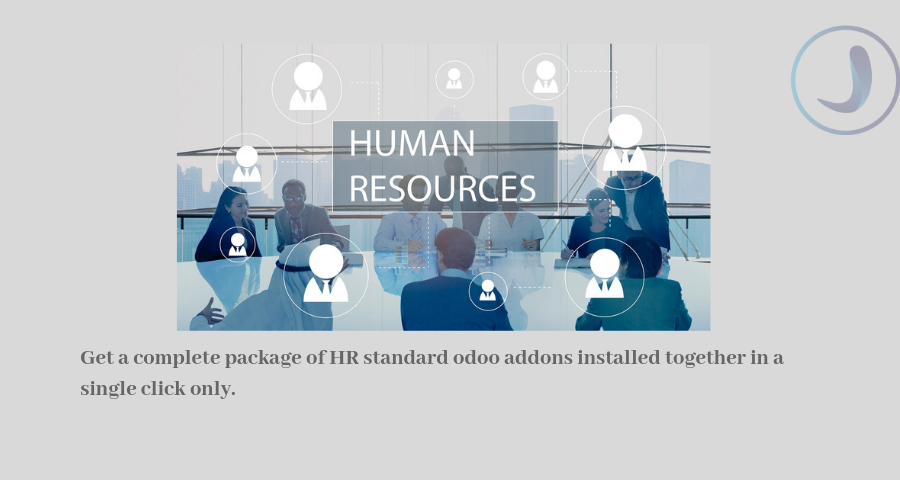 HUMAN
RESOURCES
Get a complete package of HR standard odoo addons installed together in a
single click only.